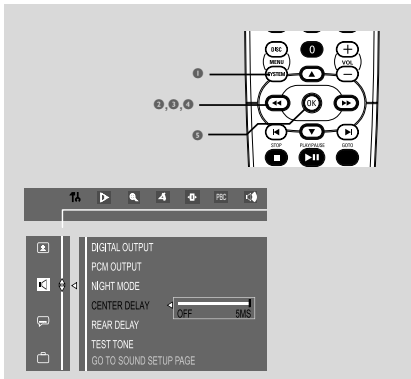 DISC
0
MENU
VOL
SYSTEM
1
2,3,4
OK
5
STOP
PLAY/PAUSE
GOTO
PBC
DIGITAL OUTPUT
PCM OUTPUT
NIGHT MODE
CENTER DELAY
OFF 5MS
REAR DELAY
TEST TONE
GO TO SOUND SETUP PAGE